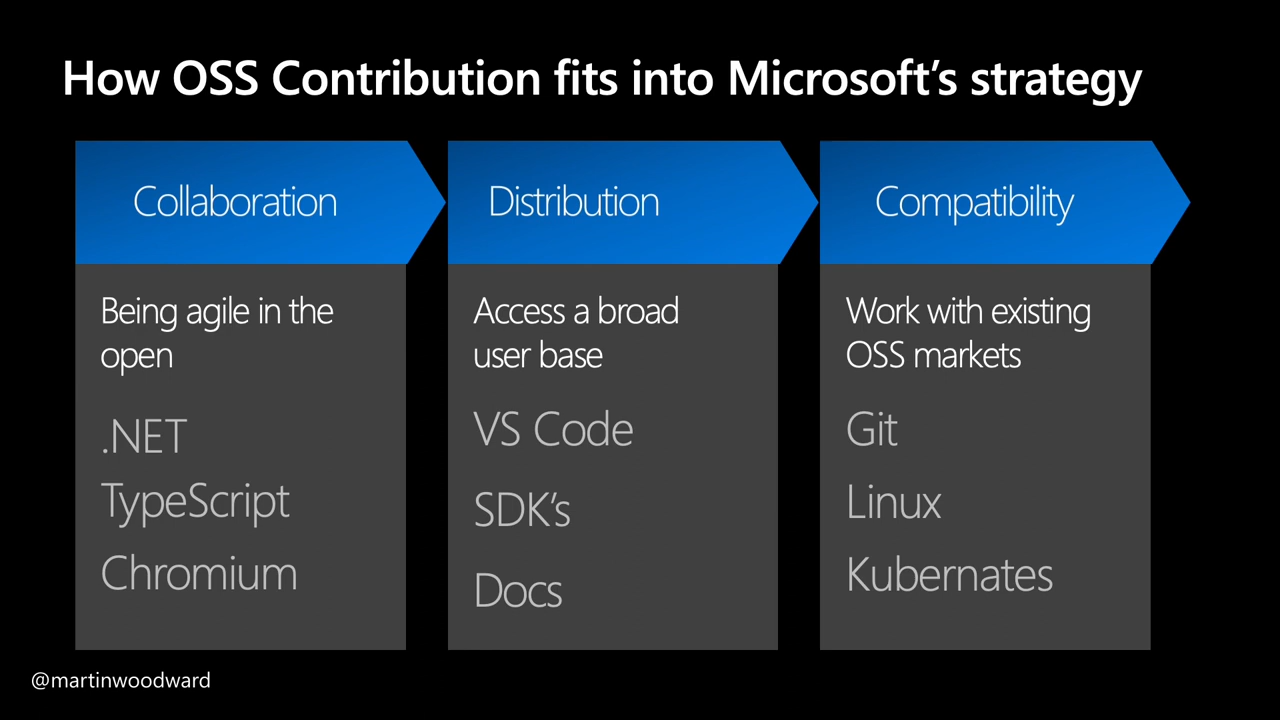 How OSS Contribution fits into Microsoft’s strategy
Collaboration
Being agile in the
open
.NET
TypeScript
Chromium
Distribution
Access a broad
user base
VS Code
SDK’s
Docs
Compatibility
Work with existing
OSS markets
Git
Linux
Kubernates
@martinwoodward